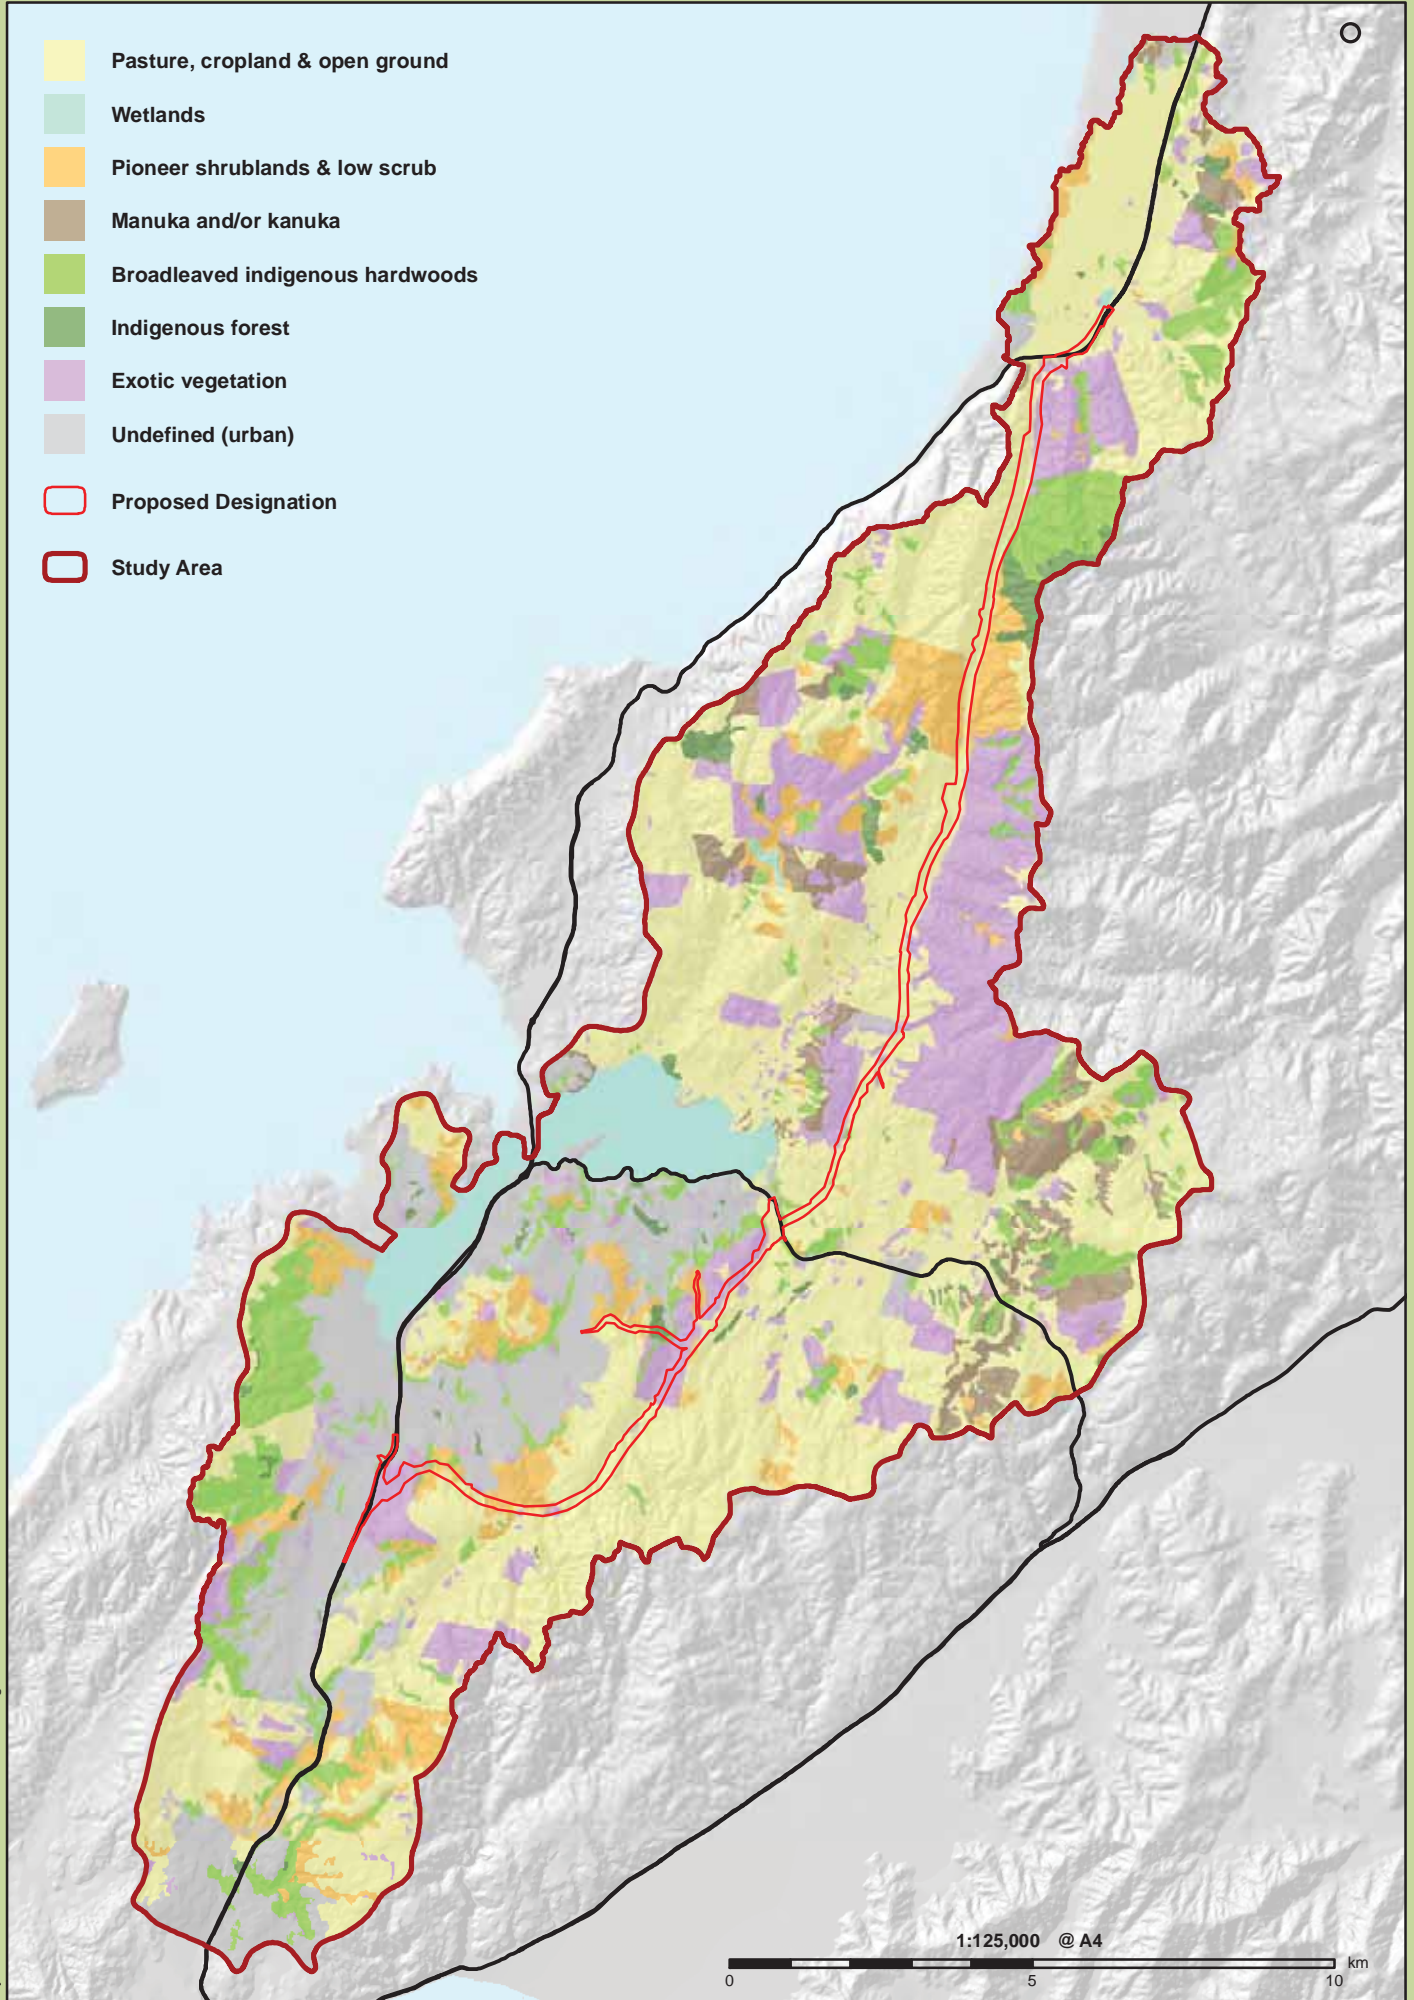 Pasture, cropland & open ground
Wetlands
Pioneer shrublands & low scrub
Manuka and/or kanuka
Broadleaved indigenous hardwoods
Indigenous forest
Exotic vegetation
Undefined (urban)
Proposed Designation
Study Area
1:125,000 @ A4
km
0 5 10